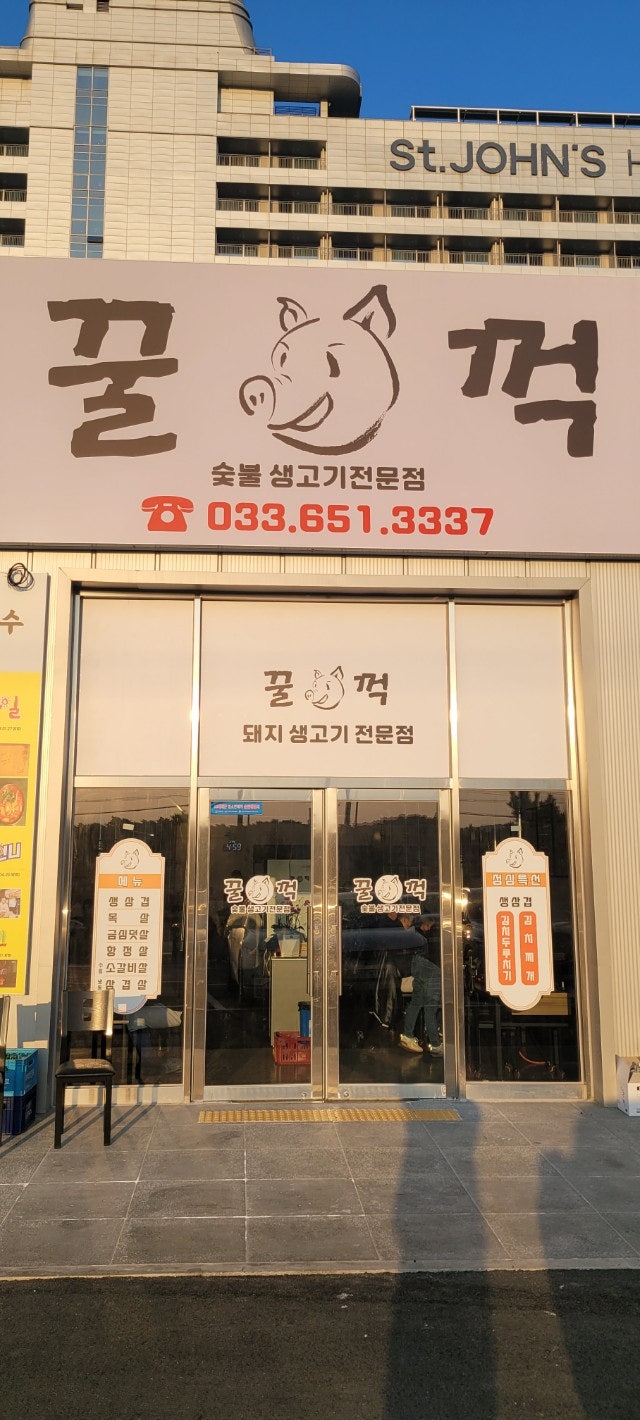 St.JOHN'S H
꿀꺽
숯불 생고기전문점
033.651.3337
수
꿀꺽
돼지 생고기 전문점
메뉴
생삼겹
목살
금심덧살
항정살
소갈비살
삼겹살
꿀꺽
숯불 생고기전문점
꿀꺽
숯불 생고기전문점
점심특선
생삼겹
김치찌개
김치두루치기